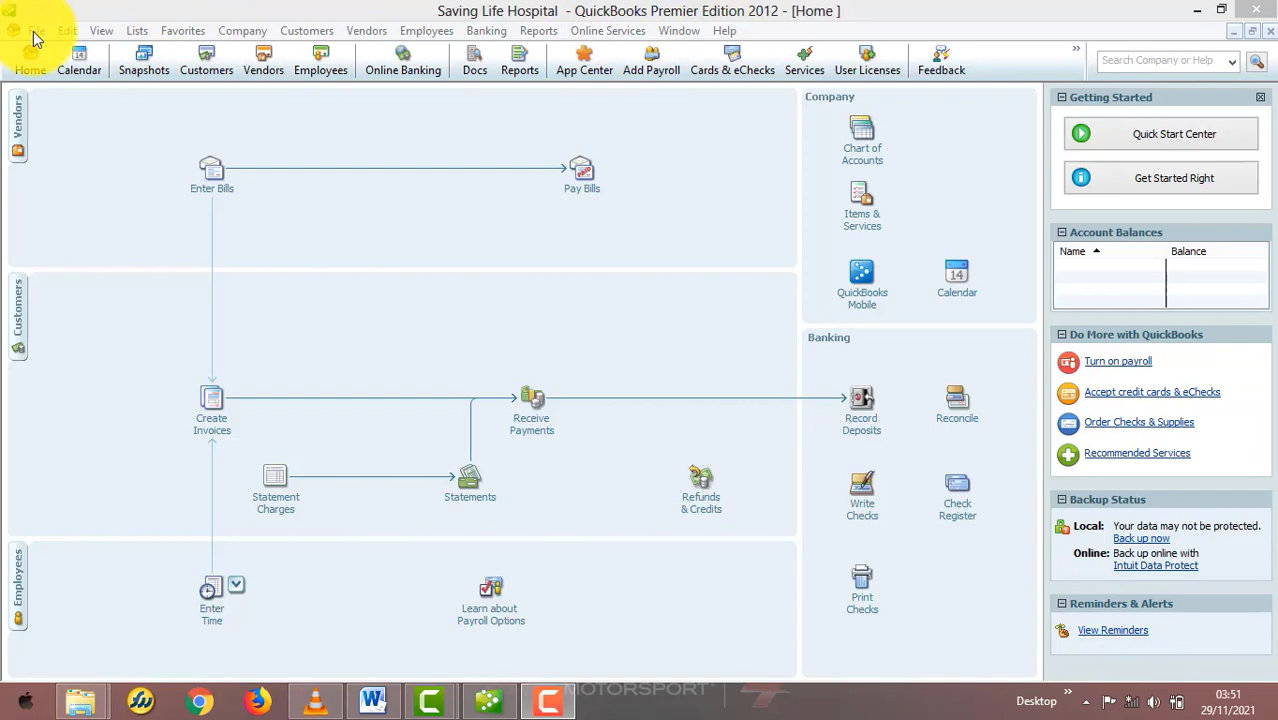 Saving Life Hospital - QuickBooks Premier Edition 2012 - [Home ]
File Edit View Lists Favorites Company Customers Vendors Employees Banking Reports Online Services Window Help
Home Calendar Snapshots Customers Vendors Employees Online Banking Docs Reports App Center Add Payroll Cards & eChecks Services User Licenses Feedback
Search Company or Help
Vendors
Enter Bills
Pay Bills
Customers
Create
Invoices
Receive
Payments
Statement
Charges
Statements
Refunds
& Credits
Employees
Enter
Time
Learn about
Payroll Options
Company
Chart of
Accounts
Items &
Services
QuickBooks
Mobile
14
Calendar
Banking
Record
Deposits
Reconcile
Write
Checks
Check
Register
Print
Checks
Getting Started
Quick Start Center
Get Started Right
Account Balances
Name Balance
Do More with QuickBooks
Turn on payroll
Accept credit cards & eChecks
Order Checks & Supplies
Recommended Services
Backup Status
Local: Your data may not be protected.
Back up now
Online: Back up online with
Intuit Data Protect
Reminders & Alerts
View Reminders
MOTORSPORT
Desktop
03:51
29/11/2021